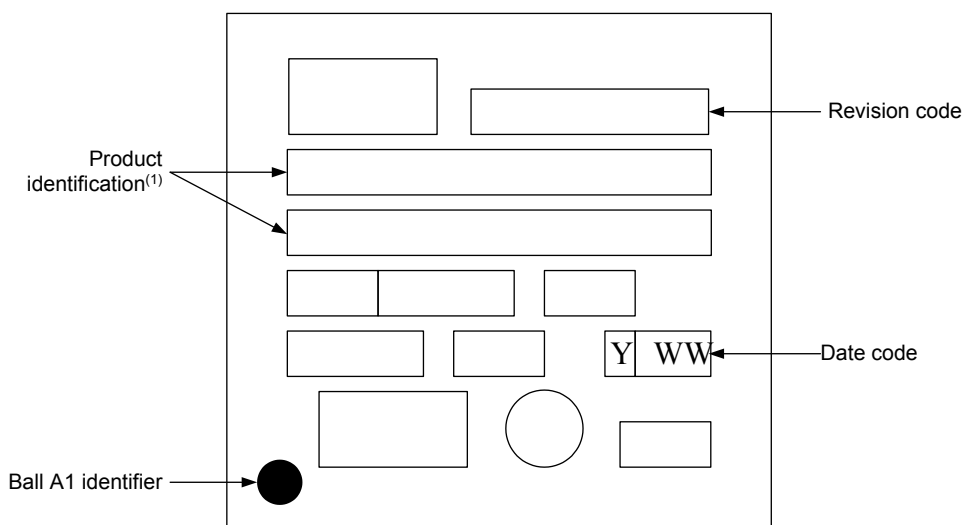 Revision code
Product
identification(1)
Y WW
Date code
Ball A1 identifier